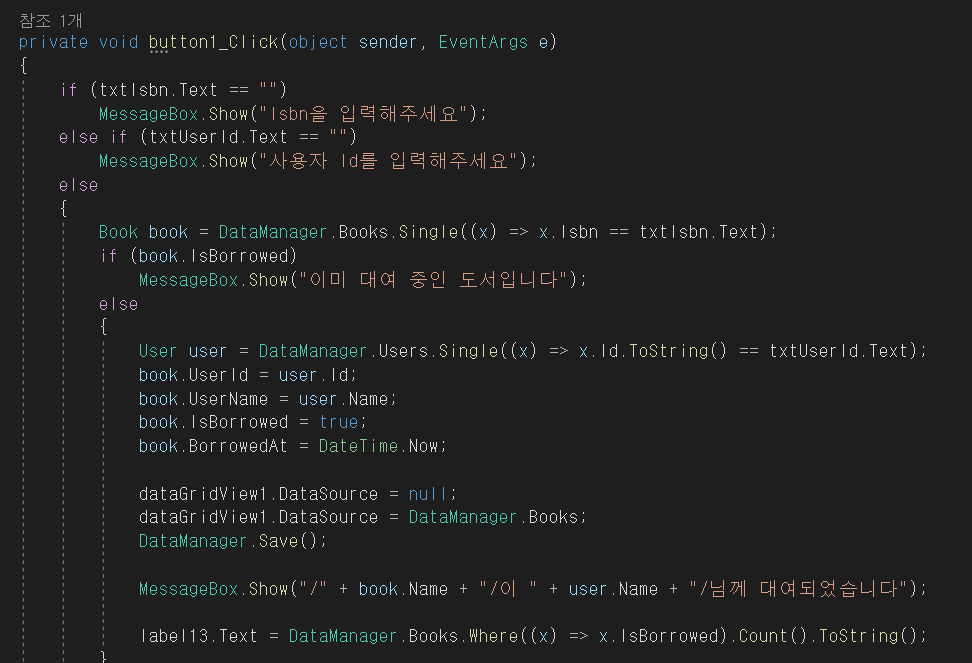 참조 1개
private void button1_Click(object sender, EventArgs e)
{
if (txtIsbn.Text == "")
MessageBox.Show("Isbn을 입력해주세요");
else if (txtUserId.Text == "")
MessageBox.Show("사용자 Id를 입력해주세요");
else
{
Book book = DataManager.Books.Single((x) => x.Isbn == txtIsbn.Text);
if (book.IsBorrowed)
MessageBox.Show("이미 대여 중인 도서입니다");
else
{
User user = DataManager.Users.Single((x) => x.Id.ToString() == txtUserId.Text);
book.UserId = user.Id;
book.UserName = user.Name;
book.IsBorrowed = true;
book.BorrowedAt = DateTime.Now;
dataGridView1.DataSource = null;
dataGridView1.DataSource = DataManager.Books;
DataManager.Save();
MessageBox.Show("/" + book.Name + "/이 " + user.Name + "/님께 대여되었습니다");
label13.Text = DataManager.Books.Where((x) => x.IsBorrowed).Count().ToString();
}